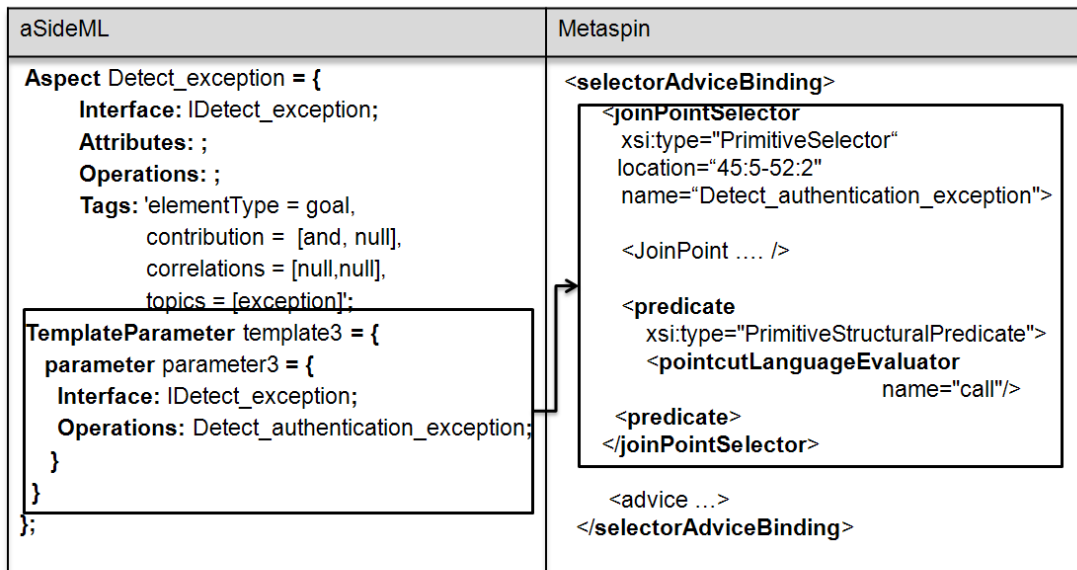 aSideML
Metaspin
Aspect Detect_exception = {
Interface: IDetect_exception;
Attributes: ;
Operations: ;
Tags: 'elementType = goal,
contribution = [and, null],
correlations = [null,null],
topics = [exception]';
TemplateParameter template3 = {
parameter parameter3 = {
Interface: IDetect_exception;
Operations: Detect_authentication_exception;
}
}
};
<selectorAdviceBinding>
<joinPointSelector
xsi:type="PrimitiveSelector“
location=“45:5-52:2"
name=“Detect_authentication_exception">
<JoinPoint .... />
<predicate
xsi:type="PrimitiveStructuralPredicate">
<pointcutLanguageEvaluator
name="call"/>
<predicate>
</joinPointSelector>
<advice ...>
</selectorAdviceBinding>